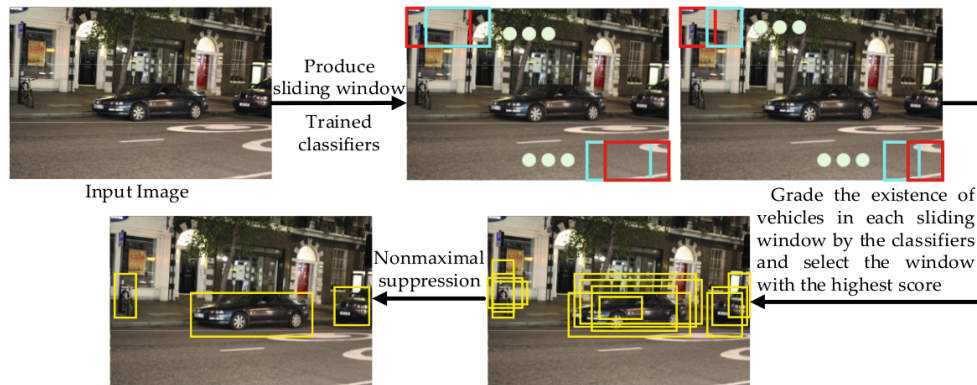 Produce
sliding window
Trained
classifiers
Input Image
Grade the existence of
vehicles in each sliding
window by the classifiers
and select the window
with the highest score
Nonmaximal
suppression